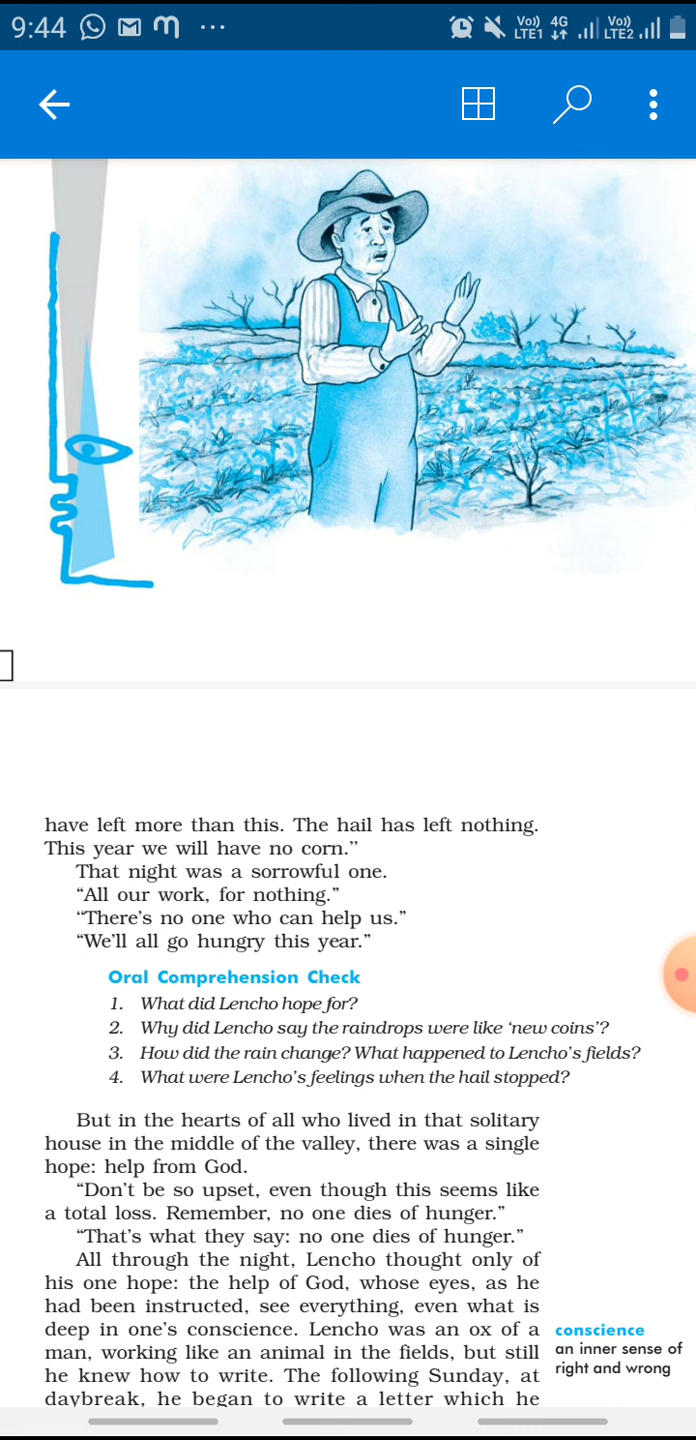 9:44
Vo)) LTE1 4G Vo)) LTE2
have left more than this. The hail has left nothing.
This year we will have no corn.”
That night was a sorrowful one.
“All our work, for nothing.”
“There’s no one who can help us.”
“We’ll all go hungry this year.”
Oral Comprehension Check
1. What did Lencho hope for?
2. Why did Lencho say the raindrops were like ‘new coins’?
3. How did the rain change? What happened to Lencho’s fields?
4. What were Lencho’s feelings when the hail stopped?
But in the hearts of all who lived in that solitary
house in the middle of the valley, there was a single
hope: help from God.
“Don’t be so upset, even though this seems like
a total loss. Remember, no one dies of hunger.”
“That’s what they say: no one dies of hunger.”
All through the night, Lencho thought only of
his one hope: the help of God, whose eyes, as he
had been instructed, see everything, even what is
deep in one’s conscience. Lencho was an ox of a
man, working like an animal in the fields, but still
he knew how to write. The following Sunday, at
daybreak, he began to write a letter which he
conscience
an inner sense of
right and wrong